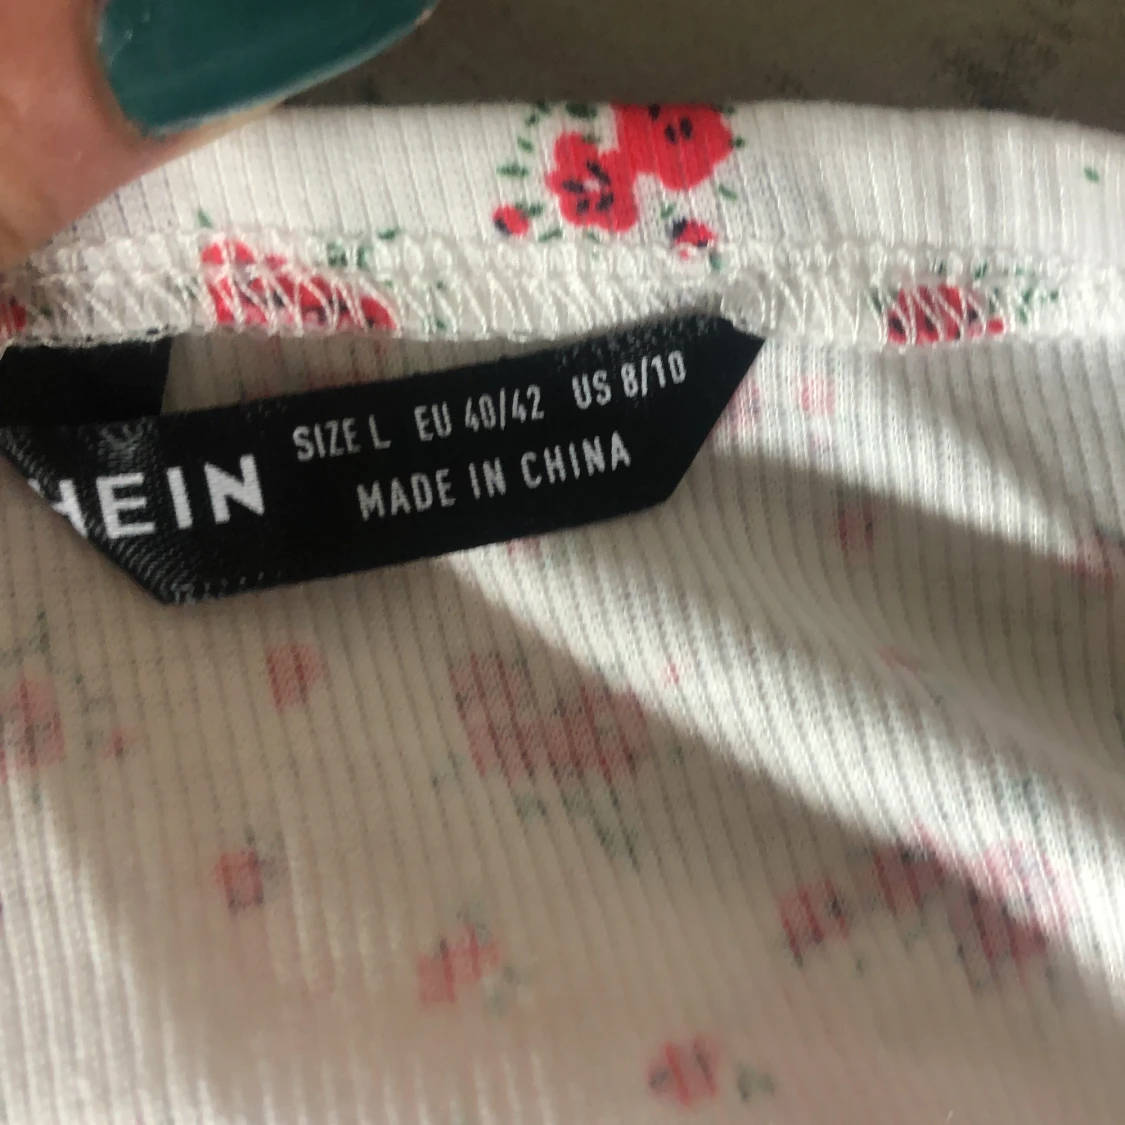 HEIN
SIZE L EU 40/42 US 8/10
MADE IN CHINA